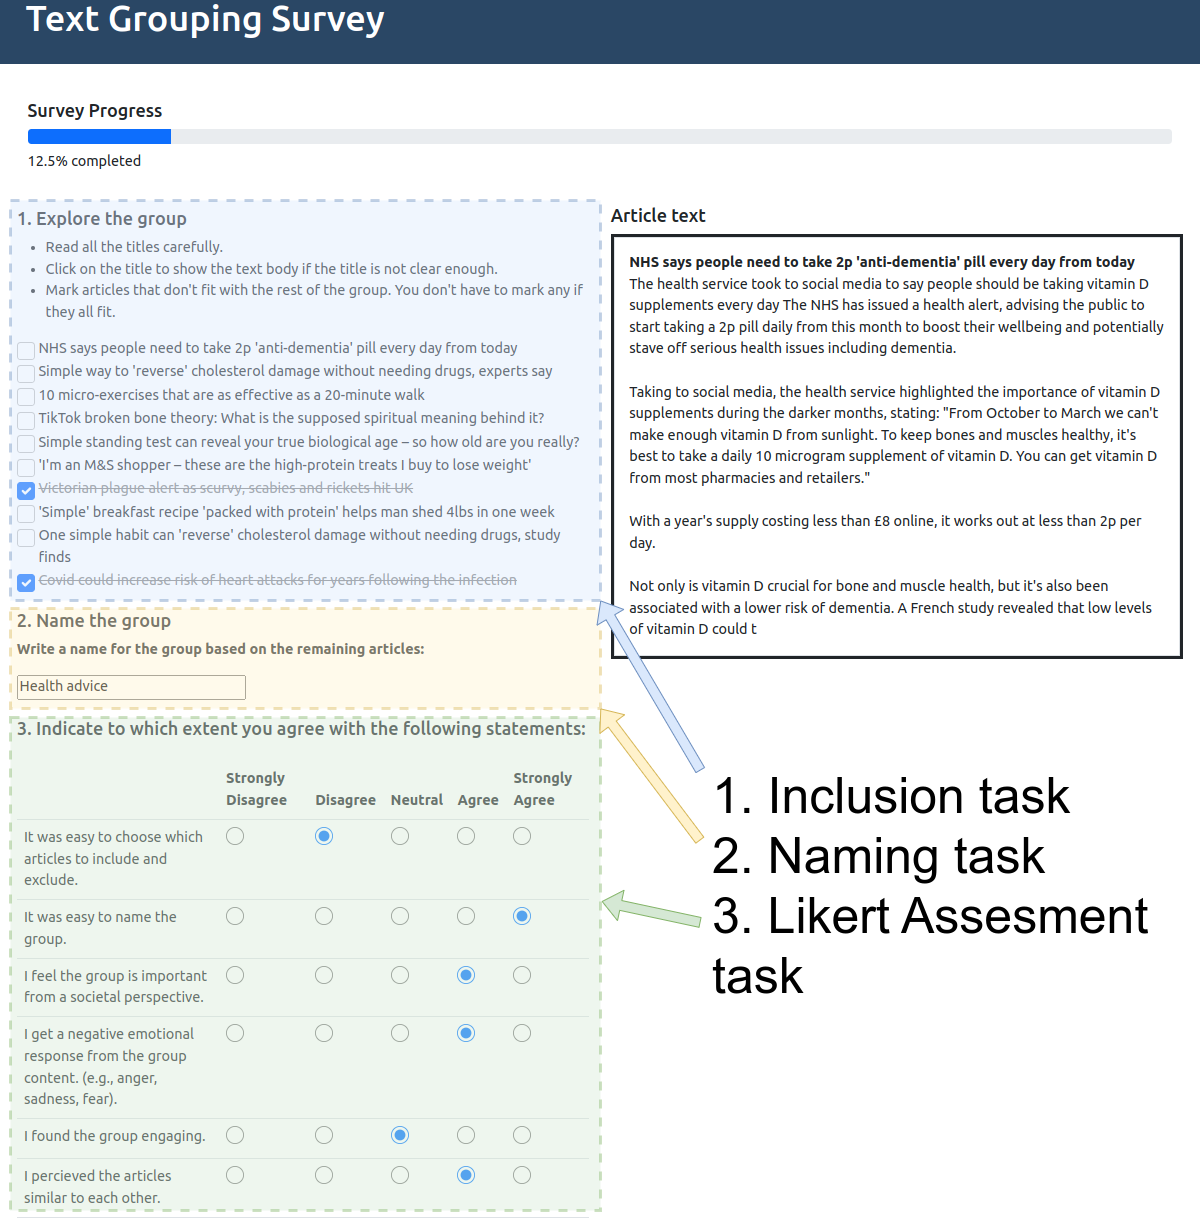 Text Grouping Survey
Survey Progress
12.5% completed
1. Explore the group
Read all the titles carefully.
Click on the title to show the text body if the title is not clear enough.
Mark articles that don't fit with the rest of the group. You don't have to mark any if
they all fit.
NHS says people need to take 2p 'anti-dementia' pill every day from today
Simple way to 'reverse' cholesterol damage without needing drugs, experts say
10 micro-exercises that are as effective as a 20-minute walk
TikTok broken bone theory: What is the supposed spiritual meaning behind it?
Simple standing test can reveal your true biological age – so how old are you really?
'I'm an M&S shopper – these are the high-protein treats I buy to lose weight'
Victorian plague alert as scurvy, scabies and rickets hit UK
'Simple' breakfast recipe 'packed with protein' helps man shed 4lbs in one week
One simple habit can 'reverse' cholesterol damage without needing drugs, study
finds
Covid could increase risk of heart attacks for years following the infection
2. Name the group
Write a name for the group based on the remaining articles:
Health advice
3. Indicate to which extent you agree with the following statements:
Strongly
Disagree
Disagree
Neutral
Agree
Strongly
Agree
It was easy to choose which
articles to include and
exclude.
It was easy to name the
group.
I feel the group is important
from a societal perspective.
I get a negative emotional
response from the group
content. (e.g., anger,
sadness, fear).
I found the group engaging.
I percieved the articles
similar to each other.
Article text
NHS says people need to take 2p 'anti-dementia' pill every day from today
The health service took to social media to say people should be taking vitamin D
supplements every day The NHS has issued a health alert, advising the public to
start taking a 2p pill daily from this month to boost their wellbeing and potentially
stave off serious health issues including dementia.
Taking to social media, the health service highlighted the importance of vitamin D
supplements during the darker months, stating: "From October to March we can't
make enough vitamin D from sunlight. To keep bones and muscles healthy, it's
best to take a daily 10 microgram supplement of vitamin D. You can get vitamin D
from most pharmacies and retailers."
With a year's supply costing less than £8 online, it works out at less than 2p per
day.
Not only is vitamin D crucial for bone and muscle health, but it's also been
associated with a lower risk of dementia. A French study revealed that low levels
of vitamin D could t
1. Inclusion task
2. Naming task
3. Likert Assesment
task